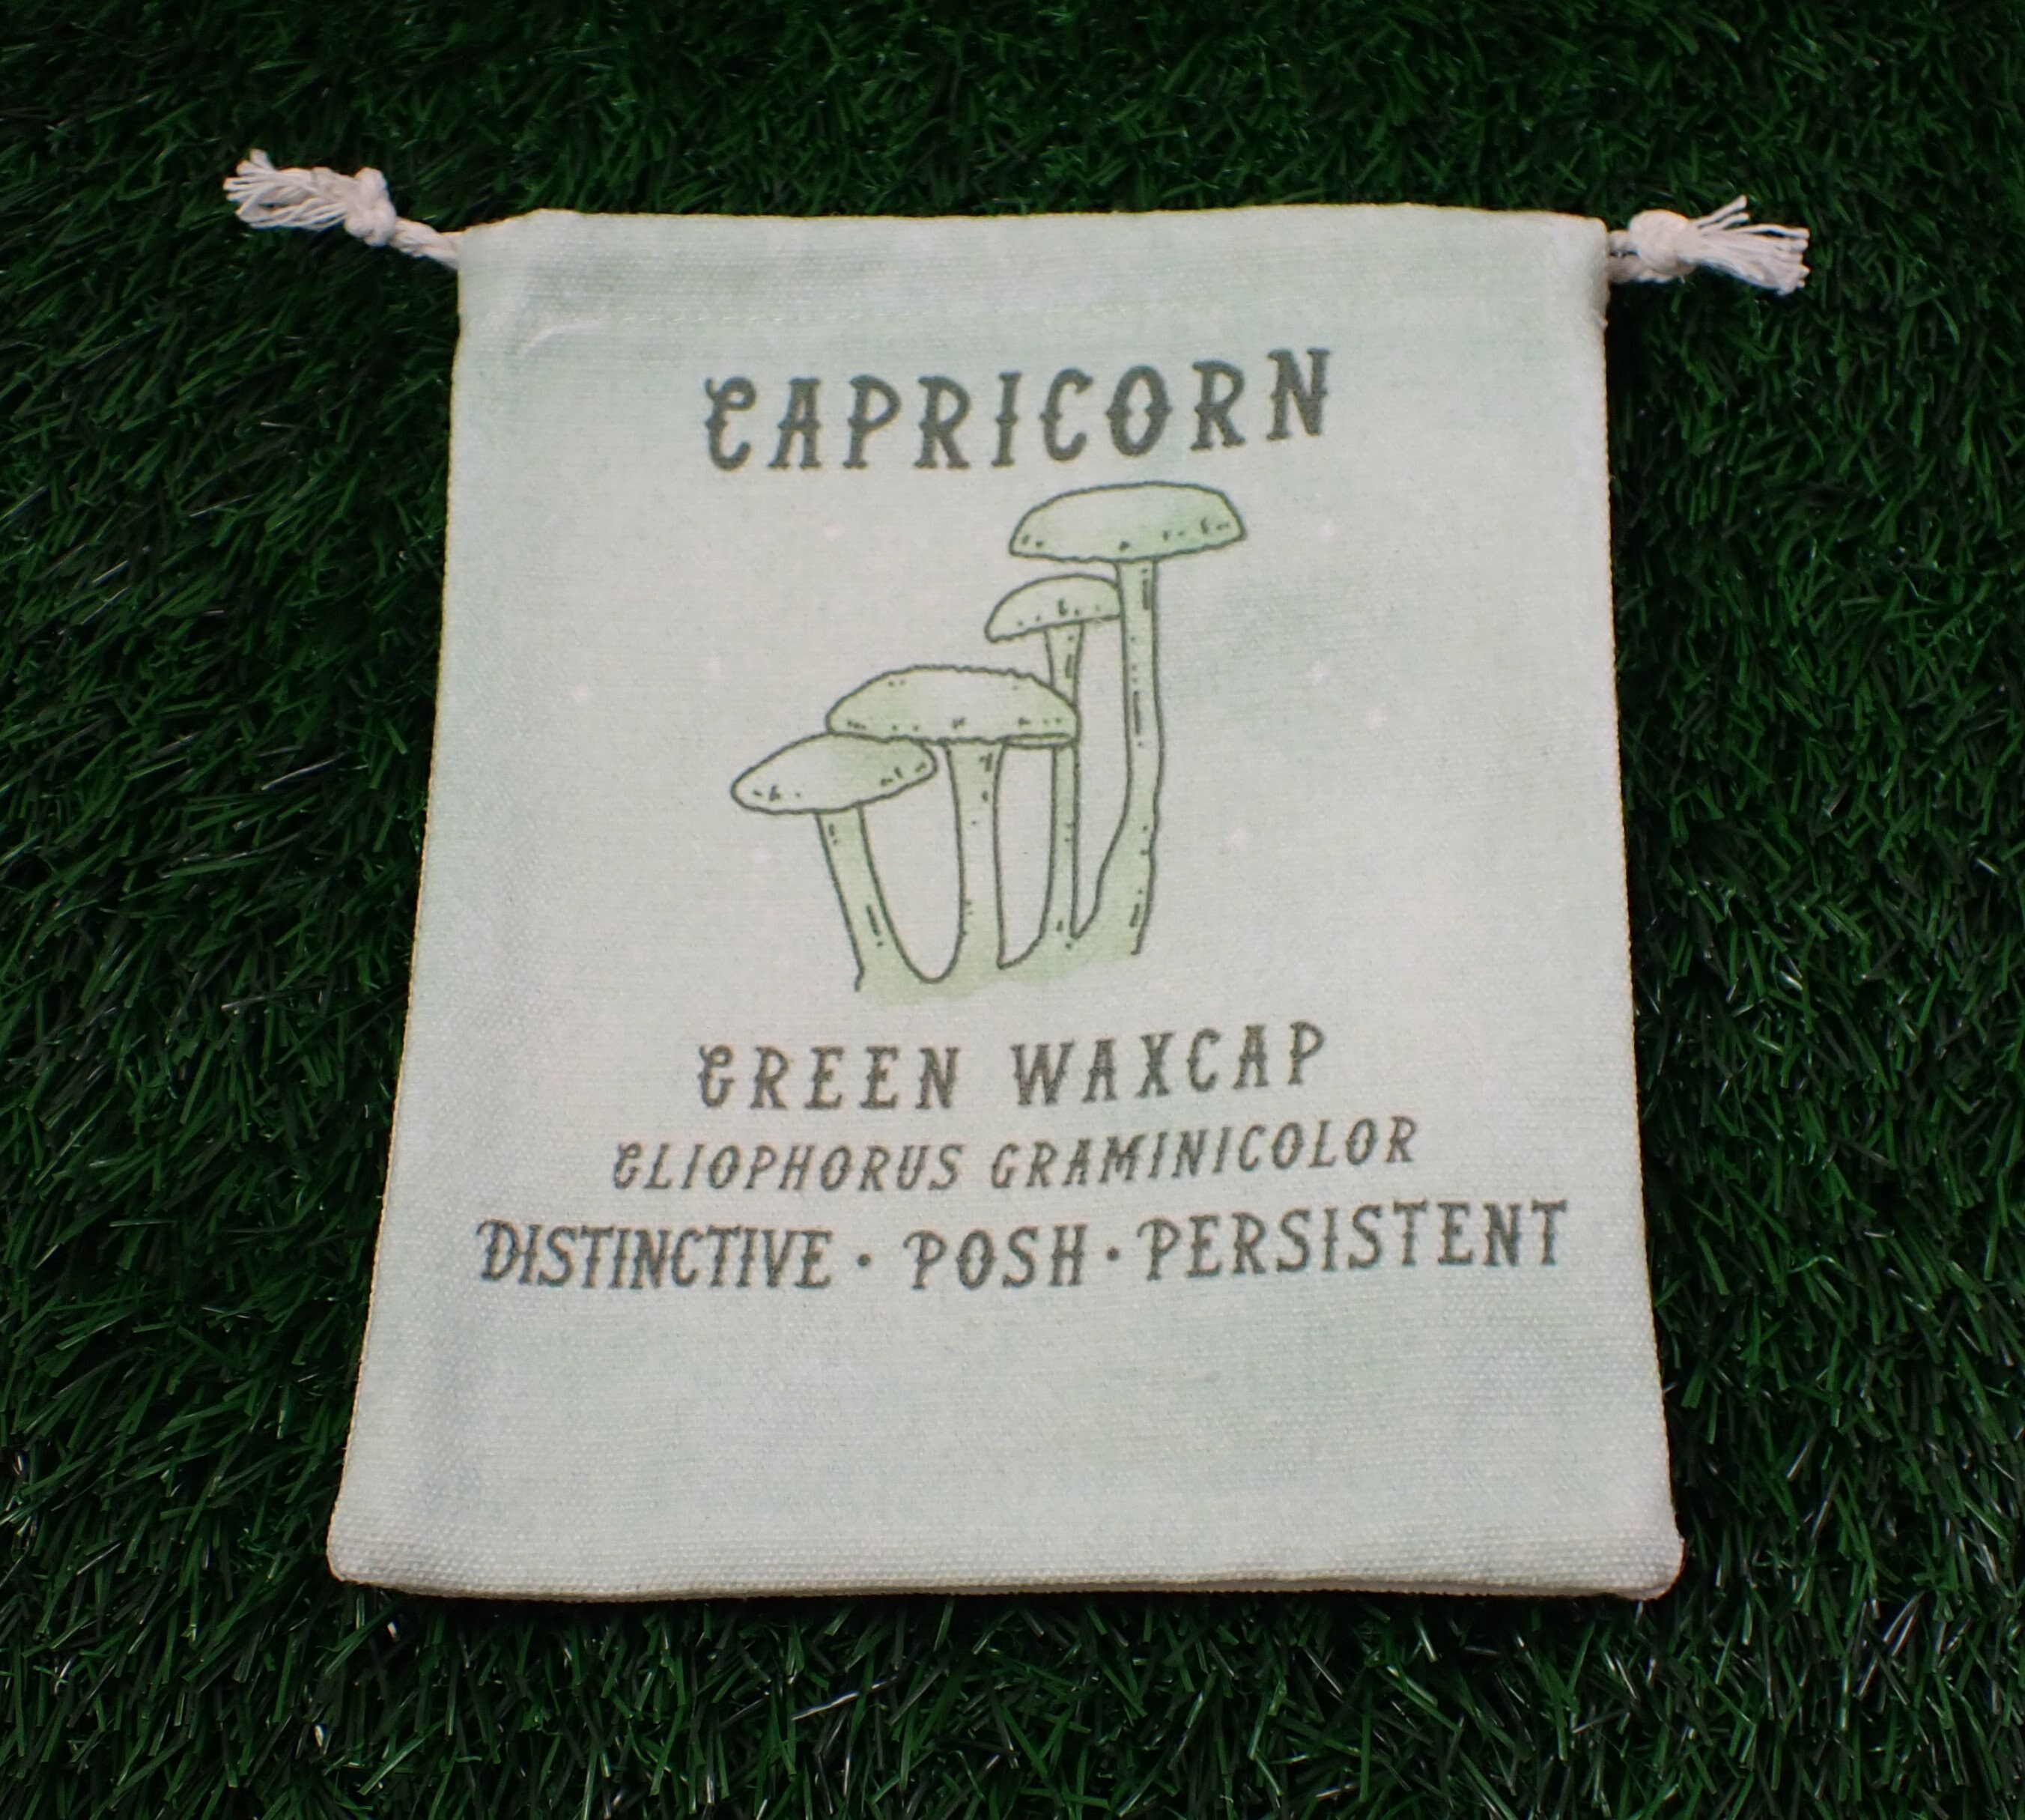 CAPRICORN
GREEN WAXCAP
GLIOPHORUS GRAMINICOLOR
DISTINCTIVE · POSH · PERSISTENT